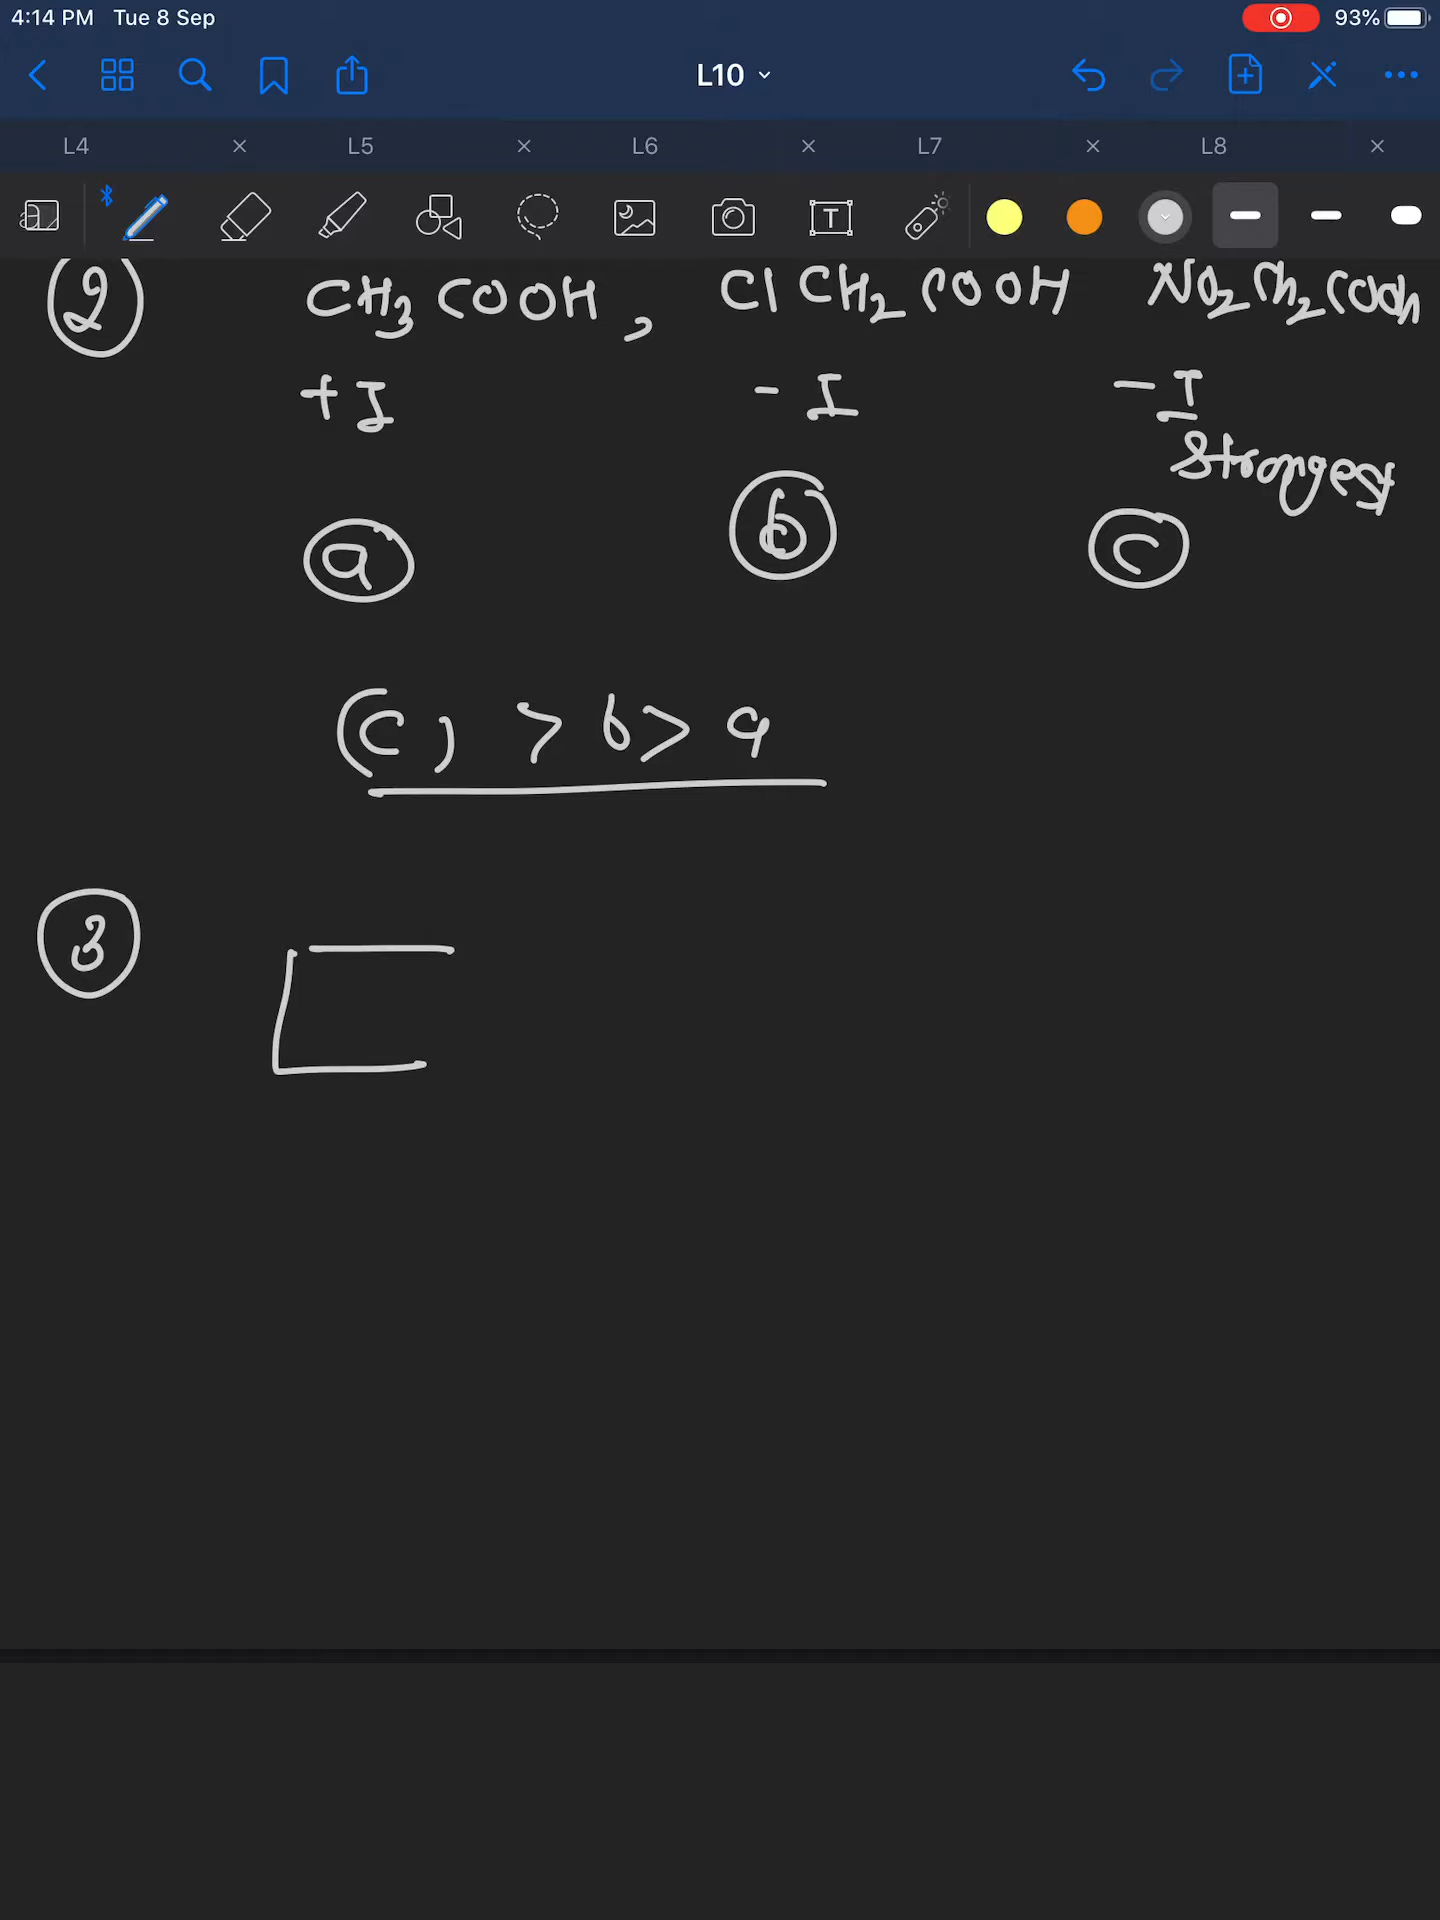 4:14 PM Tue 8 Sep 93%
L10
L4 L5 L6 L7 L8
a T
2 CH3 COOH, Cl CH2 COOH NO2 Ch2 COOh
+I - I - I
Strongest
a b c
(c) > b > a
3